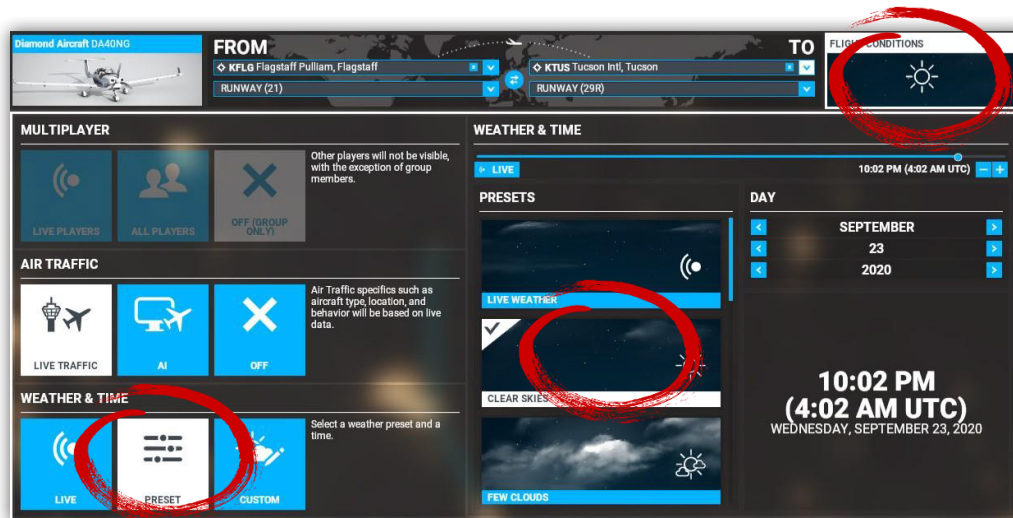 Diamond Aircraft DA40NG
FROM
KFLG Flagstaff Pulliam, Flagstaff
RUNWAY (21)
TO
KTUS Tucson Intl, Tucson
RUNWAY (29R)
FLIGHT CONDITIONS
MULTIPLAYER
LIVE PLAYERS
ALL PLAYERS
OFF (GROUP
ONLY)
Other players will not be visible,
with the exception of group
members.
AIR TRAFFIC
LIVE TRAFFIC
AI
OFF
Air Traffic specifics such as
aircraft type, location, and
behavior will be based on live
data.
WEATHER & TIME
LIVE
PRESET
CUSTOM
Select a weather preset and a
time.
WEATHER & TIME
LIVE
10:02 PM (4:02 AM UTC)
PRESETS
LIVE WEATHER
CLEAR SKIES
FEW CLOUDS
DAY
SEPTEMBER
23
2020
10:02 PM
(4:02 AM UTC)
WEDNESDAY, SEPTEMBER 23, 2020